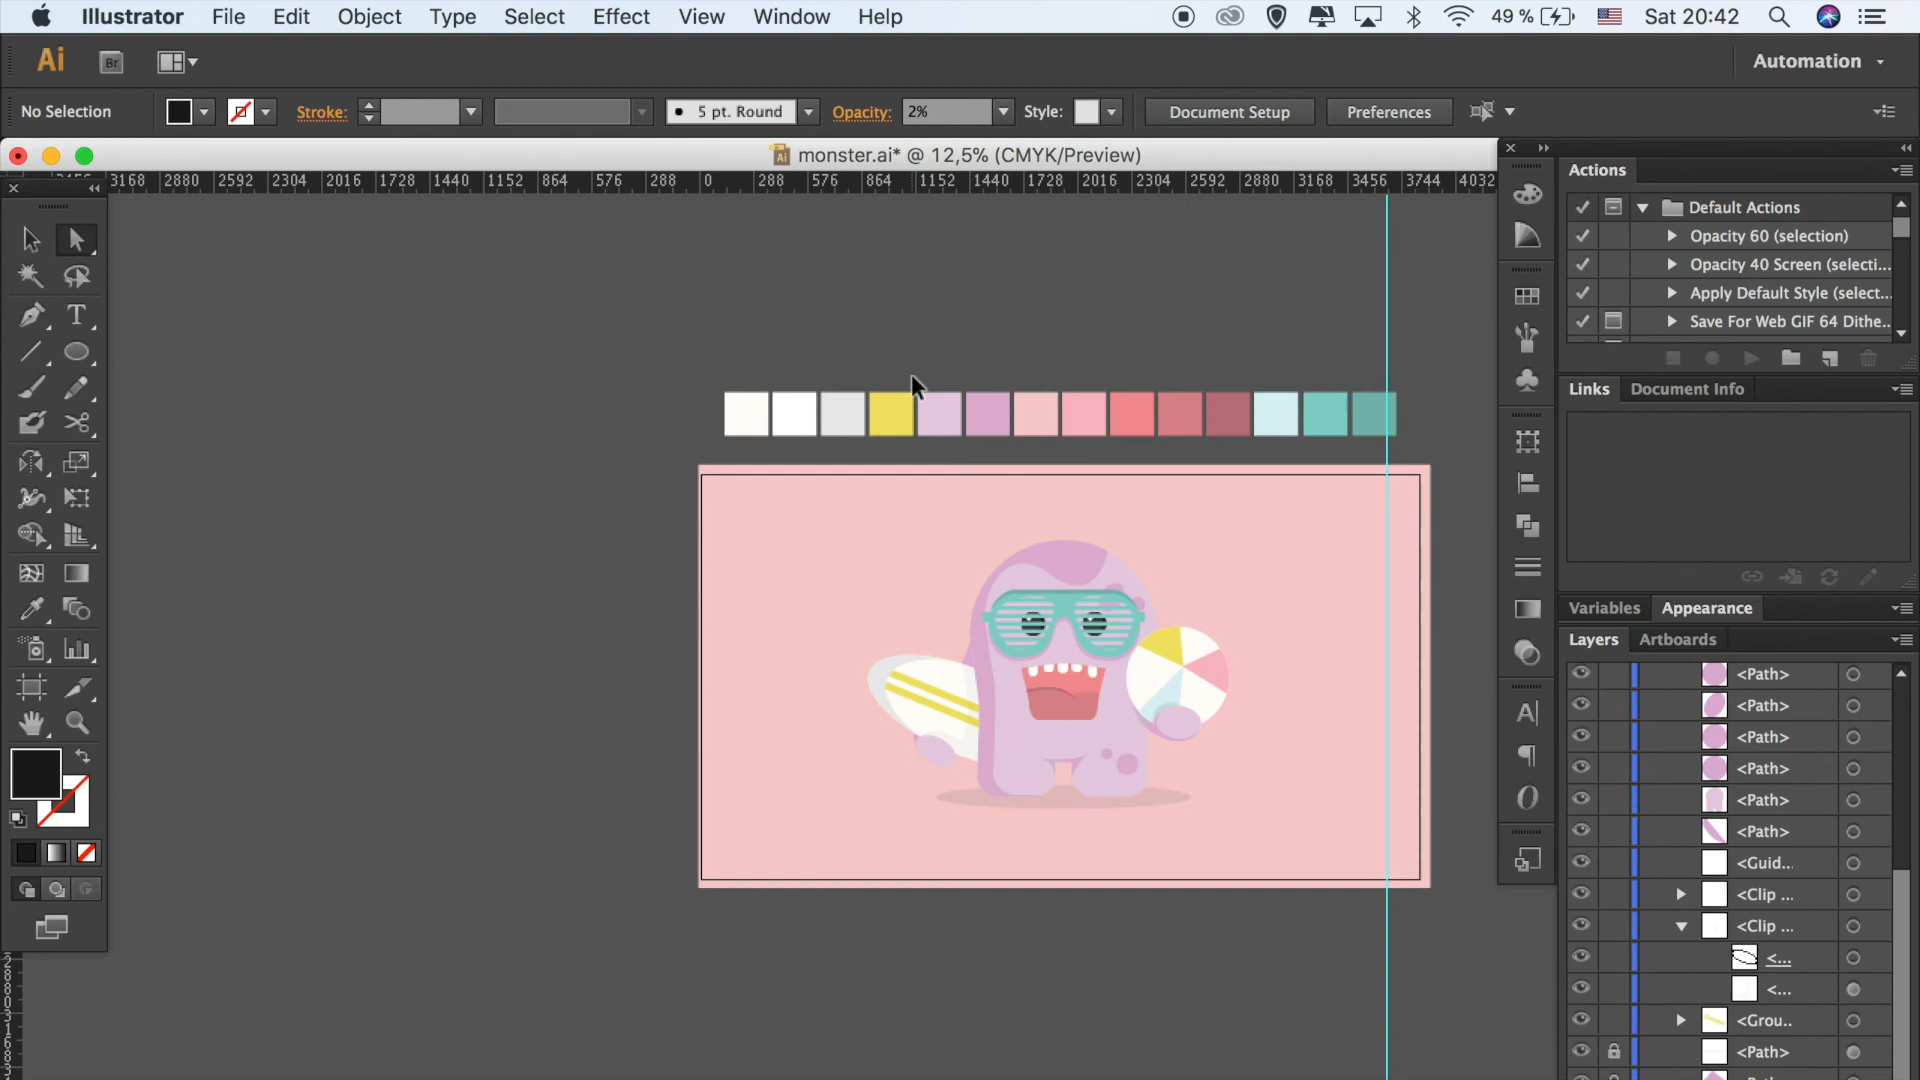 Illustrator File Edit Object Type Select Effect View Window Help 49 % Sat 20:42
Ai Br Automation
No Selection Stroke: 5 pt. Round Opacity: 2% Style: Document Setup Preferences
monster.ai* @ 12,5% (CMYK/Preview)
3168 2880 2592 2304 2016 1728 1440 1152 864 576 288 0 288 576 864 1152 1440 1728 2016 2304 2592 2880 3168 3456 3744 4032
Actions
Default Actions
Opacity 60 (selection)
Opacity 40 Screen (selecti...
Apply Default Style (select...
Save For Web GIF 64 Dithe..
Links Document Info
Variables Appearance
Layers Artboards
<Path>
<Path>
<Path>
<Path>
<Path>
<Path>
<Guid..
<Clip ...
<Clip ...
<...
<...
<Grou..
<Path>